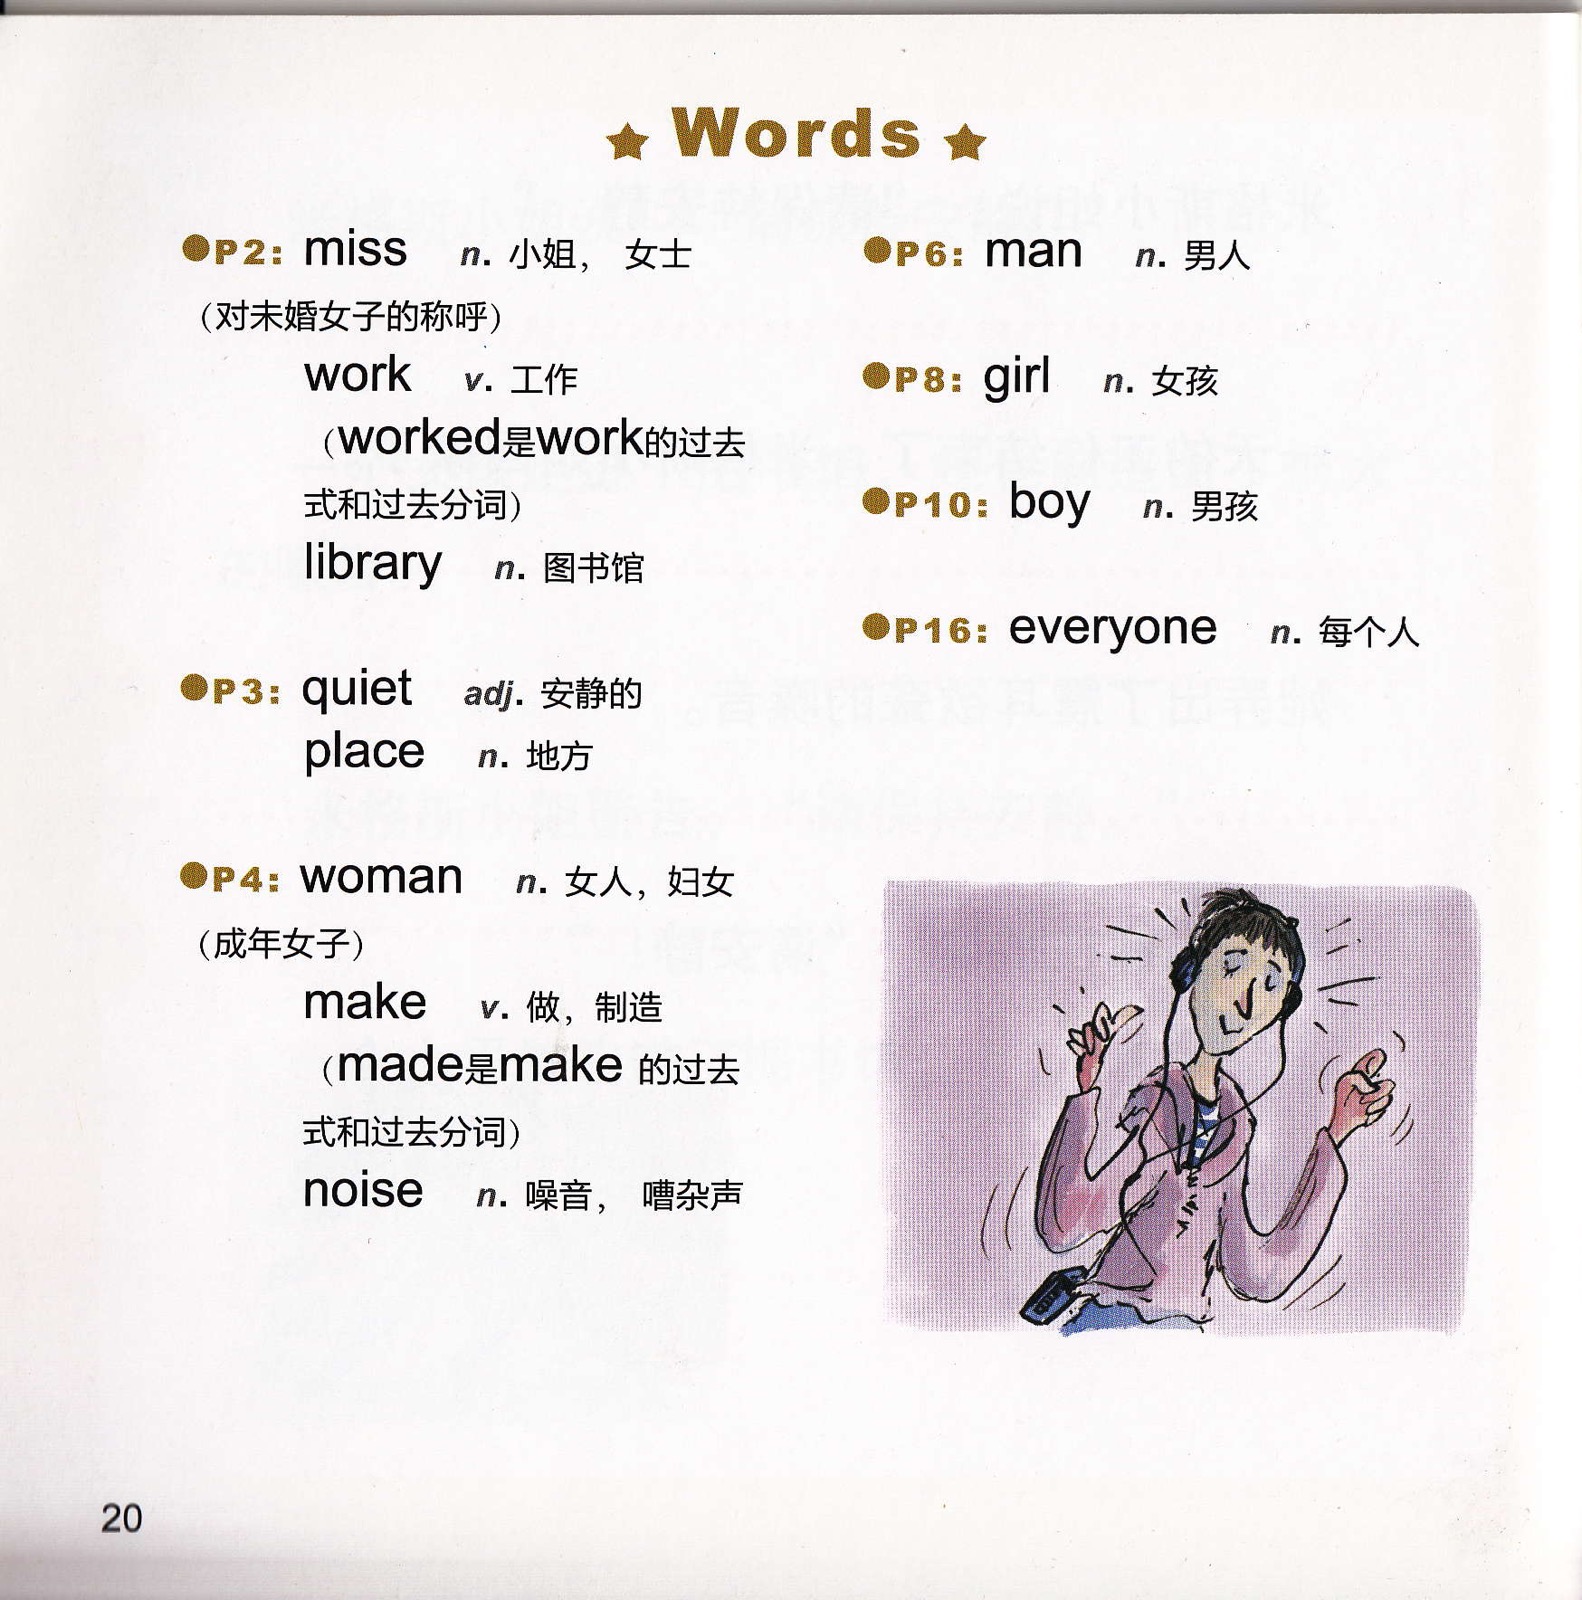 Words
P2: miss n. 小姐， 女士
（对未婚女子的称呼）
work v. 工作
（worked是work的过去
式和过去分词）
library n. 图书馆
P3: quiet adj. 安静的
place n. 地方
P4: woman n. 女人，妇女
（成年女子）
make v. 做，制造
（made是make 的过去
式和过去分词）
noise n. 噪音， 嘈杂声
P6: man n. 男人
P8: girl n. 女孩
P10: boy n. 男孩
P16: everyone n. 每个人
20